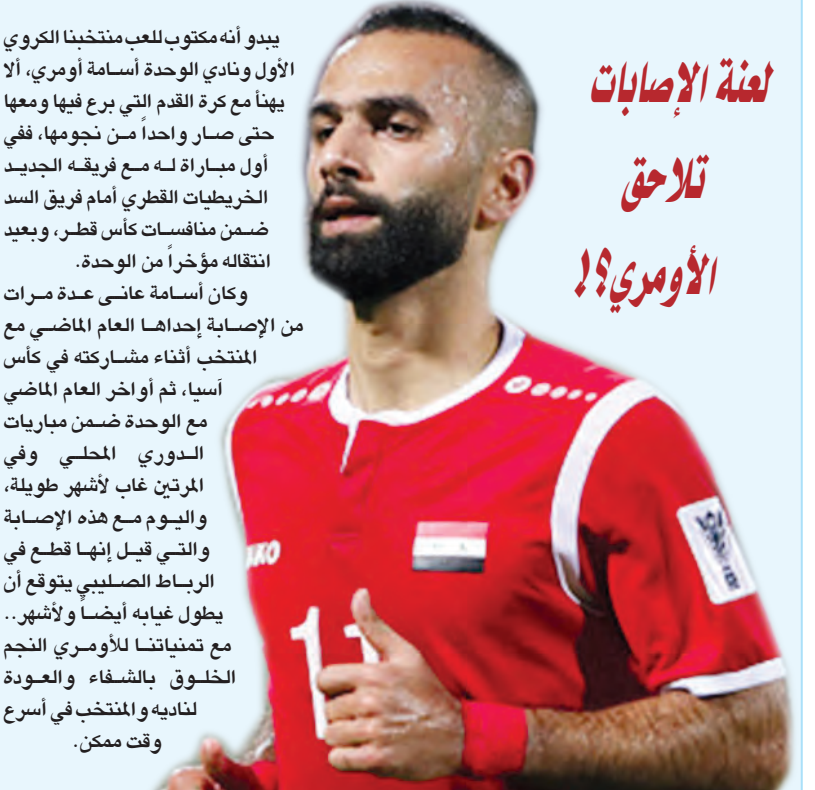 لعنة الإصابات
تلاحق
الأومري؟!
يبدو أنه مكتوب للعب منتخبنا الكروي
الأول ونادي الوحدة أسامة أومري، ألا
يهنأ مع كرة القدم التي برع فيها ومعها
حتى صار واحداً من نجومها، ففي
أول مباراة له مع فريقه الجديد
الخريطيات القطري أمام فريق السد
ضمن منافسات كأس قطر، وبعيد
انتقاله مؤخراً من الوحدة.
وكان أسامة عانى عدة مرات
من الإصابة إحداها العام الماضي مع
المنتخب أثناء مشاركته في كأس
آسيا، ثم أواخر العام الماضي
مع الوحدة ضمن مباريات
الدوري المحلي وفي
المرتين غاب لأشهر طويلة،
واليوم مع هذه الإصابة
والتي قيل إنها قطع في
الرباط الصليبي يتوقع أن
يطول غيابه أيضاً ولأشهر..
مع تمنياتنا للأومري النجم
الخلوق بالشفاء والعودة
لناديه والمنتخب في أسرع
وقت ممكن.
11